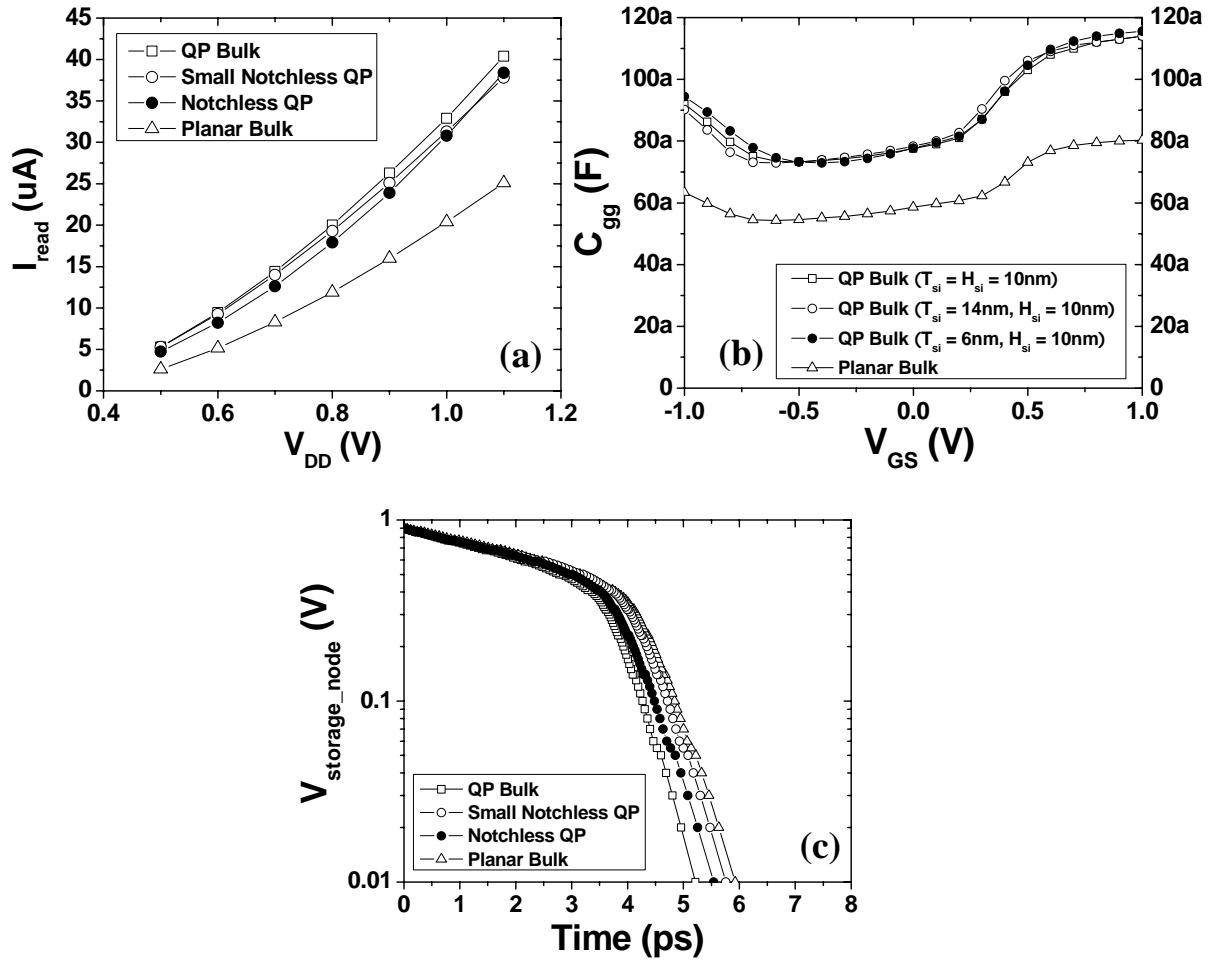 45
40
35
30
25
20
15
10
5
0
I_read (uA)
QP Bulk
Small Notchless QP
Notchless QP
Planar Bulk
(a)
0.4 0.6 0.8 1.0 1.2
V_DD (V)
120a
100a
80a
60a
40a
20a
0
C_gg (F)
QP Bulk (T_si = H_si = 10nm)
QP Bulk (T_si = 14nm, H_si = 10nm)
QP Bulk (T_si = 6nm, H_si = 10nm)
Planar Bulk
(b)
120a
100a
80a
60a
40a
20a
0
-1.0 -0.5 0.0 0.5 1.0
V_GS (V)
1
0.1
0.01
V_storage_node (V)
QP Bulk
Small Notchless QP
Notchless QP
Planar Bulk
(c)
0 1 2 3 4 5 6 7 8
Time (ps)